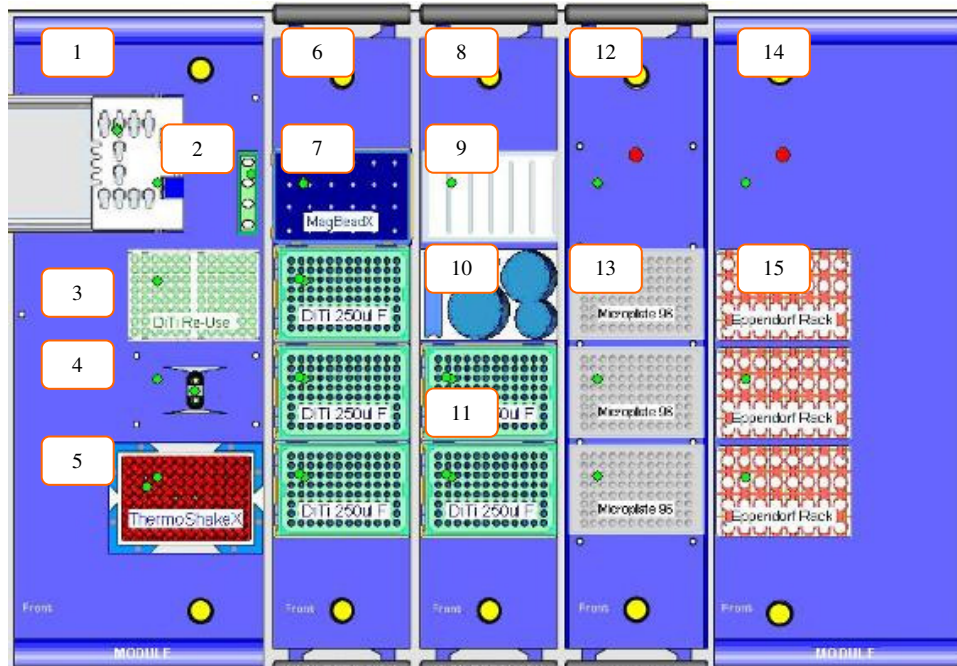 1
6
8
12
14
2
7
9
MagBeadX
3
10
13
15
DiTi Re-Use
DiTi 250ul F
Microplate 96
Eppendorf Rack
4
11
DiTi 250ul F
DiTi 250ul F
Microplate 96
Eppendorf Rack
5
ThermoShakeX
DiTi 250ul F
DiTi 250ul F
Microplate 96
Eppendorf Rack
Front
Front
Front
Front
Front
MODULE
MODULE